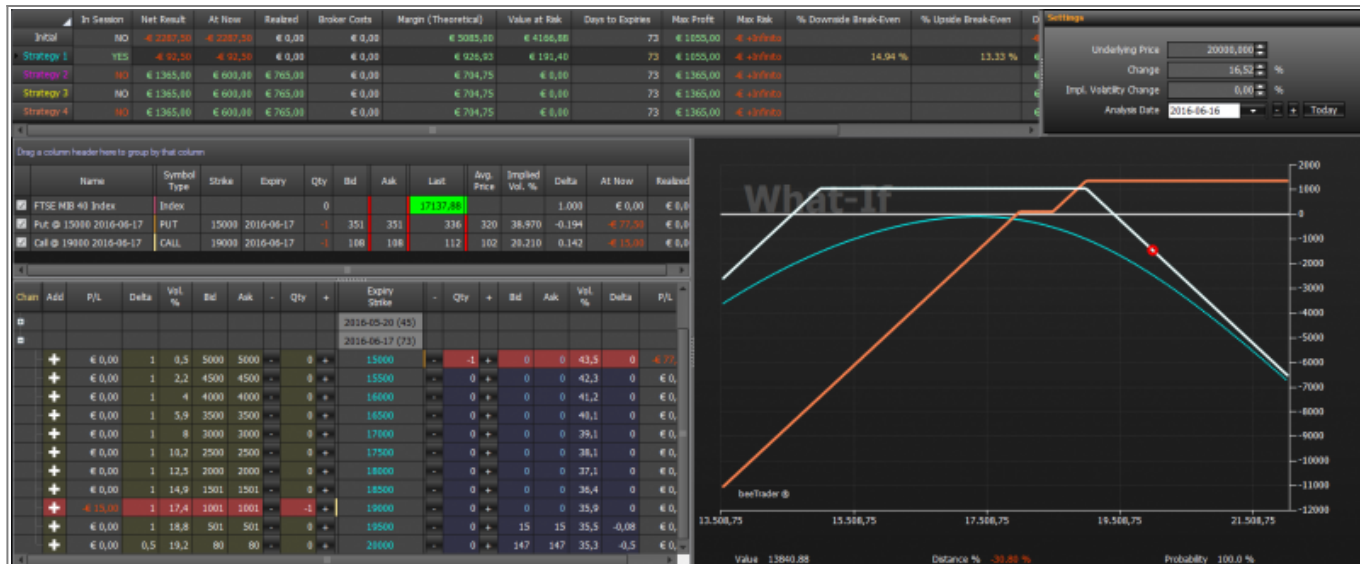 In Session Net Result At Now Realized Broker Costs Margin (Theoretical) Value at Risk Days to Expiries Max Profit Max Risk % Downside Break-Even % Upside Break-Even D
Initial NO -€ 2287,50 -€ 2287,50 € 0,00 € 0,00 € 5085,00 € 4166,88 73 € 1055,00 -€ +Infinito
Strategy 1 YES -€ 92,50 -€ 92,50 € 0,00 € 0,00 € 926,93 € 191,40 73 € 1055,00 -€ +Infinito 14.94 % 13.33 % €
Strategy 2 NO € 1365,00 € 600,00 € 765,00 € 0,00 € 704,75 € 0,00 73 € 1365,00 -€ +Infinito
Strategy 3 NO € 1365,00 € 600,00 € 765,00 € 0,00 € 704,75 € 0,00 73 € 1365,00 -€ +Infinito
Strategy 4 NO € 1365,00 € 600,00 € 765,00 € 0,00 € 704,75 € 0,00 73 € 1365,00 -€ +Infinito
Settings
Underlying Price 20000,000
Change 16,52 %
Impl. Volatility Change 0,00 %
Analysis Date 2016-06-16 - + Today
Drag a column header here to group by that column
Name Symbol Type Strike Expiry Qty Bid Ask Last Avg. Price Implied Vol. % Delta At Now Realized
FTSE MIB 40 Index Index 0 17137,88 1.000 € 0,00 € 0,0
Put @ 15000 2016-06-17 PUT 15000 2016-06-17 -1 351 351 336 320 38.970 -0.194 -€ 77,50 € 0,0
Call @ 19000 2016-06-17 CALL 19000 2016-06-17 -1 108 108 112 102 20.210 0.142 -€ 15,00 € 0,0
Chain Add P/L Delta Vol. % Bid Ask - Qty + Expiry Strike - Qty + Bid Ask Vol. % Delta P/L
2016-05-20 (45)
2016-06-17 (73)
€ 0,00 1 0,5 5000 5000 - 0 + 15000 - -1 + 0 0 43,5 0 -€ 77,
€ 0,00 1 2,2 4500 4500 - 0 + 15500 - 0 + 0 0 42,3 0 € 0,
€ 0,00 1 4 4000 4000 - 0 + 16000 - 0 + 0 0 41,2 0 € 0,
€ 0,00 1 5,9 3500 3500 - 0 + 16500 - 0 + 0 0 40,1 0 € 0,
€ 0,00 1 8 3000 3000 - 0 + 17000 - 0 + 0 0 39,1 0 € 0,
€ 0,00 1 10,2 2500 2500 - 0 + 17500 - 0 + 0 0 38,1 0 € 0,
€ 0,00 1 12,5 2000 2000 - 0 + 18000 - 0 + 0 0 37,1 0 € 0,
€ 0,00 1 14,9 1501 1501 - 0 + 18500 - 0 + 0 0 36,4 0 € 0,
-€ 15,00 1 17,4 1001 1001 - -1 + 19000 - 0 + 0 0 35,9 0 € 0,
€ 0,00 1 18,8 501 501 - 0 + 19500 - 0 + 15 15 35,5 -0,08 € 0,
€ 0,00 0,5 19,2 80 80 - 0 + 20000 - 0 + 147 147 35,3 -0,5 € 0,
What-If
2000
1000
0
-1000
-2000
-3000
-4000
-5000
-6000
-7000
-8000
-9000
-10000
-11000
-12000
beeTrader ®
13.508,75 15.508,75 17.508,75 19.508,75 21.508,75
Value 13840,88 Distance % -30.80 % Probability 100.0 %